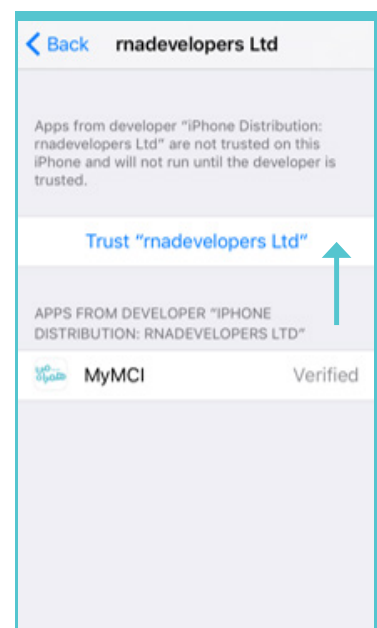 Back rnadevelopers Ltd
Apps from developer “iPhone Distribution:
rnadevelopers Ltd” are not trusted on this
iPhone and will not run until the developer is
trusted.
Trust “rnadevelopers Ltd”
APPS FROM DEVELOPER “IPHONE
DISTRIBUTION: RNADEVELOPERS LTD”
MyMCI Verified